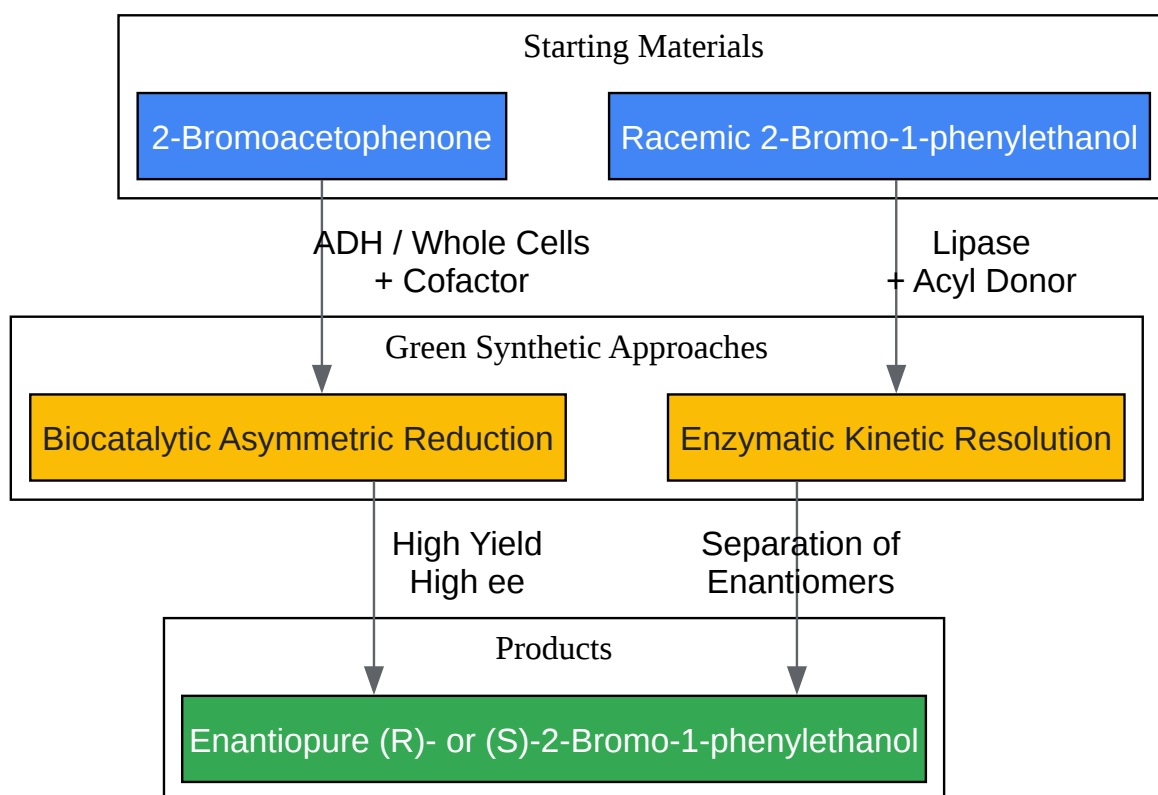 Starting Materials
2-Bromoacetophenone
Racemic 2-Bromo-1-phenylethanol
ADH / Whole Cells
+ Cofactor
Lipase
+ Acyl Donor
Green Synthetic Approaches
Biocatalytic Asymmetric Reduction
Enzymatic Kinetic Resolution
High Yield
High ee
Separation of
Enantiomers
Products
Enantiopure (R)- or (S)-2-Bromo-1-phenylethanol